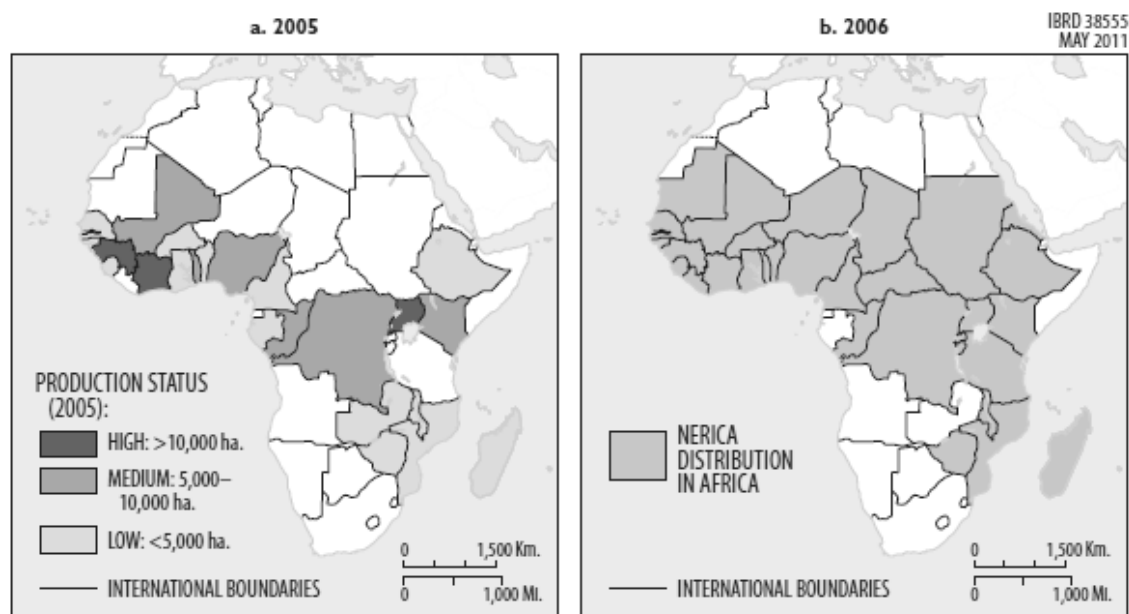 a. 2005
b. 2006
IBRD 38555
MAY 2011
PRODUCTION STATUS
(2005):
HIGH: >10,000 ha.
MEDIUM: 5,000–
10,000 ha.
LOW: <5,000 ha.
INTERNATIONAL BOUNDARIES
0 1,500 Km.
0 1,000 Mi.
NERICA
DISTRIBUTION
IN AFRICA
INTERNATIONAL BOUNDARIES
0 1,500 Km.
0 1,000 Mi.